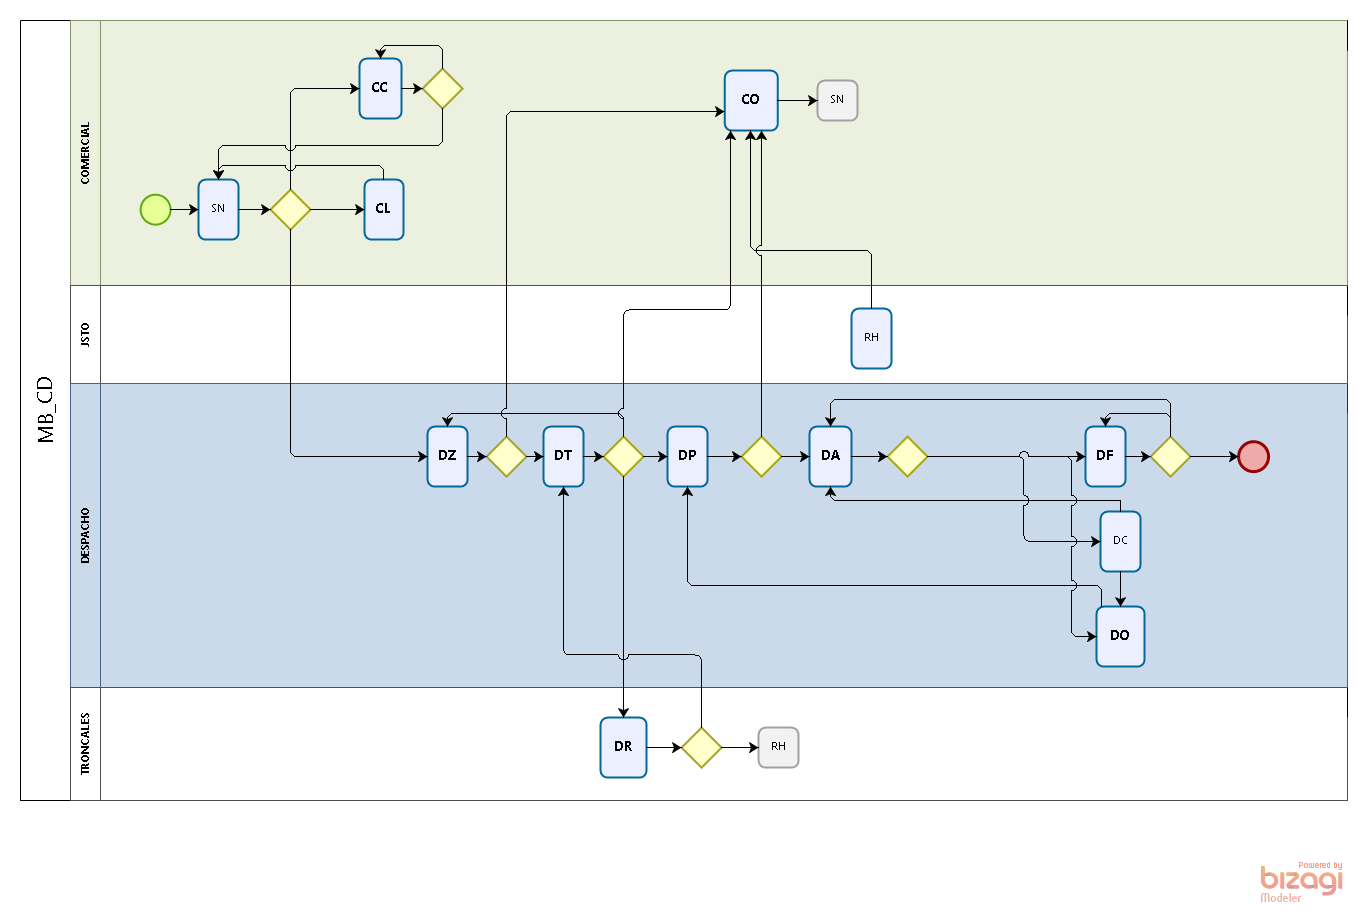 MB_CD
COMERCIAL
CC
CO
SN
SN
CL
JSTO
RH
DESPACHO
DZ
DT
DP
DA
DF
DC
DO
TRONCALES
DR
RH
Powered by
bizagi
Modeler